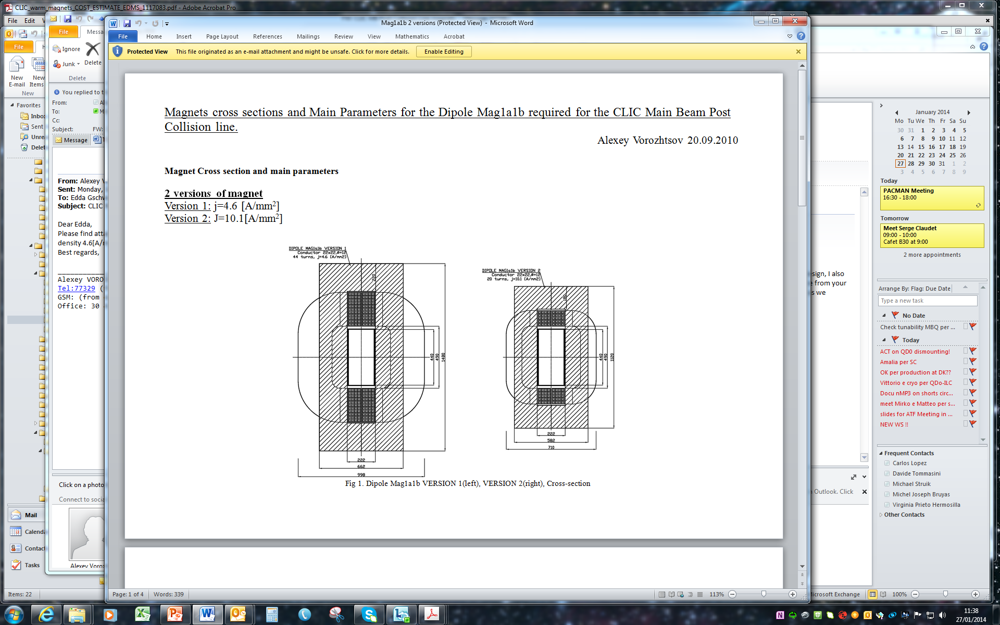 CLIC_warm_magnets_COST_ESTIMATE_EDMS_1117083.pdf - Adobe Acrobat Pro
File Edit
File Messa
Ignore
Junk
Delete
Delete
File
New E-mail
New Items
New
Favorites
Inbo
Sent
Unre
Delet
You replied to t
From:
To:
Cc:
Subject: FW:
Message
From: Alexey V
Sent: Monday,
To: Edda Gschw
Subject: CLIC
Dear Edda,
Please find atta
density 4.6[A/
Best regards,
Alexey VORO
Tel:77329
GSM: (from
Office: 30
Click on a photo
Connect to socia
Alexey Voroz
Mail
Calenda
Contact
Tasks
Items: 22
Mag1a1b 2 versions (Protected View) - Microsoft Word
File Home Insert Page Layout References Mailings Review View Mathematics Acrobat
Protected View This file originated as an e-mail attachment and might be unsafe. Click for more details. Enable Editing
Magnets cross sections and Main Parameters for the Dipole Mag1a1b required for the CLIC Main Beam Post
Collision line.
Alexey Vorozhtsov 20.09.2010
Magnet Cross section and main parameters
2 versions of magnet
Version 1: j=4.6 [A/mm²]
Version 2: J=10.1[A/mm²]
DIPOLE MAG1a1b VERSION 1
Conductor 22x22,Ø=12
44 turns, j=4.6 [A/mm2]
220
440
490
1480
222
662
998
DIPOLE MAG1a1b VERSION 2
Conductor 22x22,Ø=12
20 turns, j=10.1 [A/mm2]
180
440
490
1120
222
582
710
Fig 1. Dipole Mag1a1b VERSION 1(left), VERSION 2(right), Cross-section
Page: 1 of 4 Words: 339
113%
sign, I also
e from your
s we
Outlook. Click
January 2014
Mo Tu We Th Fr Sa Su
30 31 1 2 3 4 5
6 7 8 9 10 11 12
13 14 15 16 17 18 19
20 21 22 23 24 25 26
27 28 29 30 31 1 2
3 4 5 6 7 8 9
Today
PACMAN Meeting
16:30 - 18:00
Tomorrow
Meet Serge Claudet
09:00 - 10:00
Cafet B30 at 9:00
2 more appointments
Arrange By: Flag: Due Date
Type a new task
No Date
Check tunability MBQ per ...
Today
ACT on QD0 dismounting!
Amalia per SC
OK per production at DK??
Vittorio e cryo per QDo-ILC
Docu nMP3 on shorts circ...
meet Mirko e Matteo per s...
slides for ATF Meeting in ...
NEW WS !!
Frequent Contacts
Carlos Lopez
Davide Tommasini
Michael Struik
Michel Joseph Bruyas
Virginia Prieto Hermosilla
Other Contacts
icrosoft Exchange
100%
11:38
27/01/2014